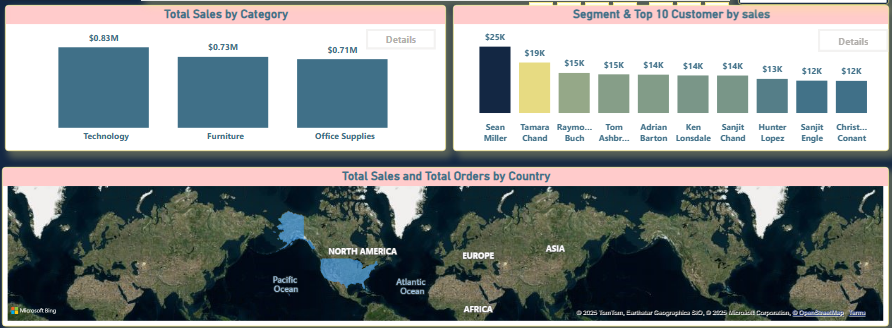 Total Sales by Category
Details
$0.83M
$0.73M
$0.71M
Technology
Furniture
Office Supplies
Segment & Top 10 Customer by sales
Details
$25K
$19K
$15K
$15K
$14K
$14K
$14K
$13K
$12K
$12K
Sean
Miller
Tamara
Chand
Raymo...
Buch
Tom
Ashbr...
Adrian
Barton
Ken
Lonsdale
Sanjit
Chand
Hunter
Lopez
Sanjit
Engle
Christ...
Conant
Total Sales and Total Orders by Country
NORTH AMERICA
EUROPE
ASIA
Pacific
Ocean
Atlantic
Ocean
AFRICA
Microsoft Bing
© 2025 TomTom, Earthstar Geographics SIO, © 2025 Microsoft Corporation, © OpenStreetMap Terms